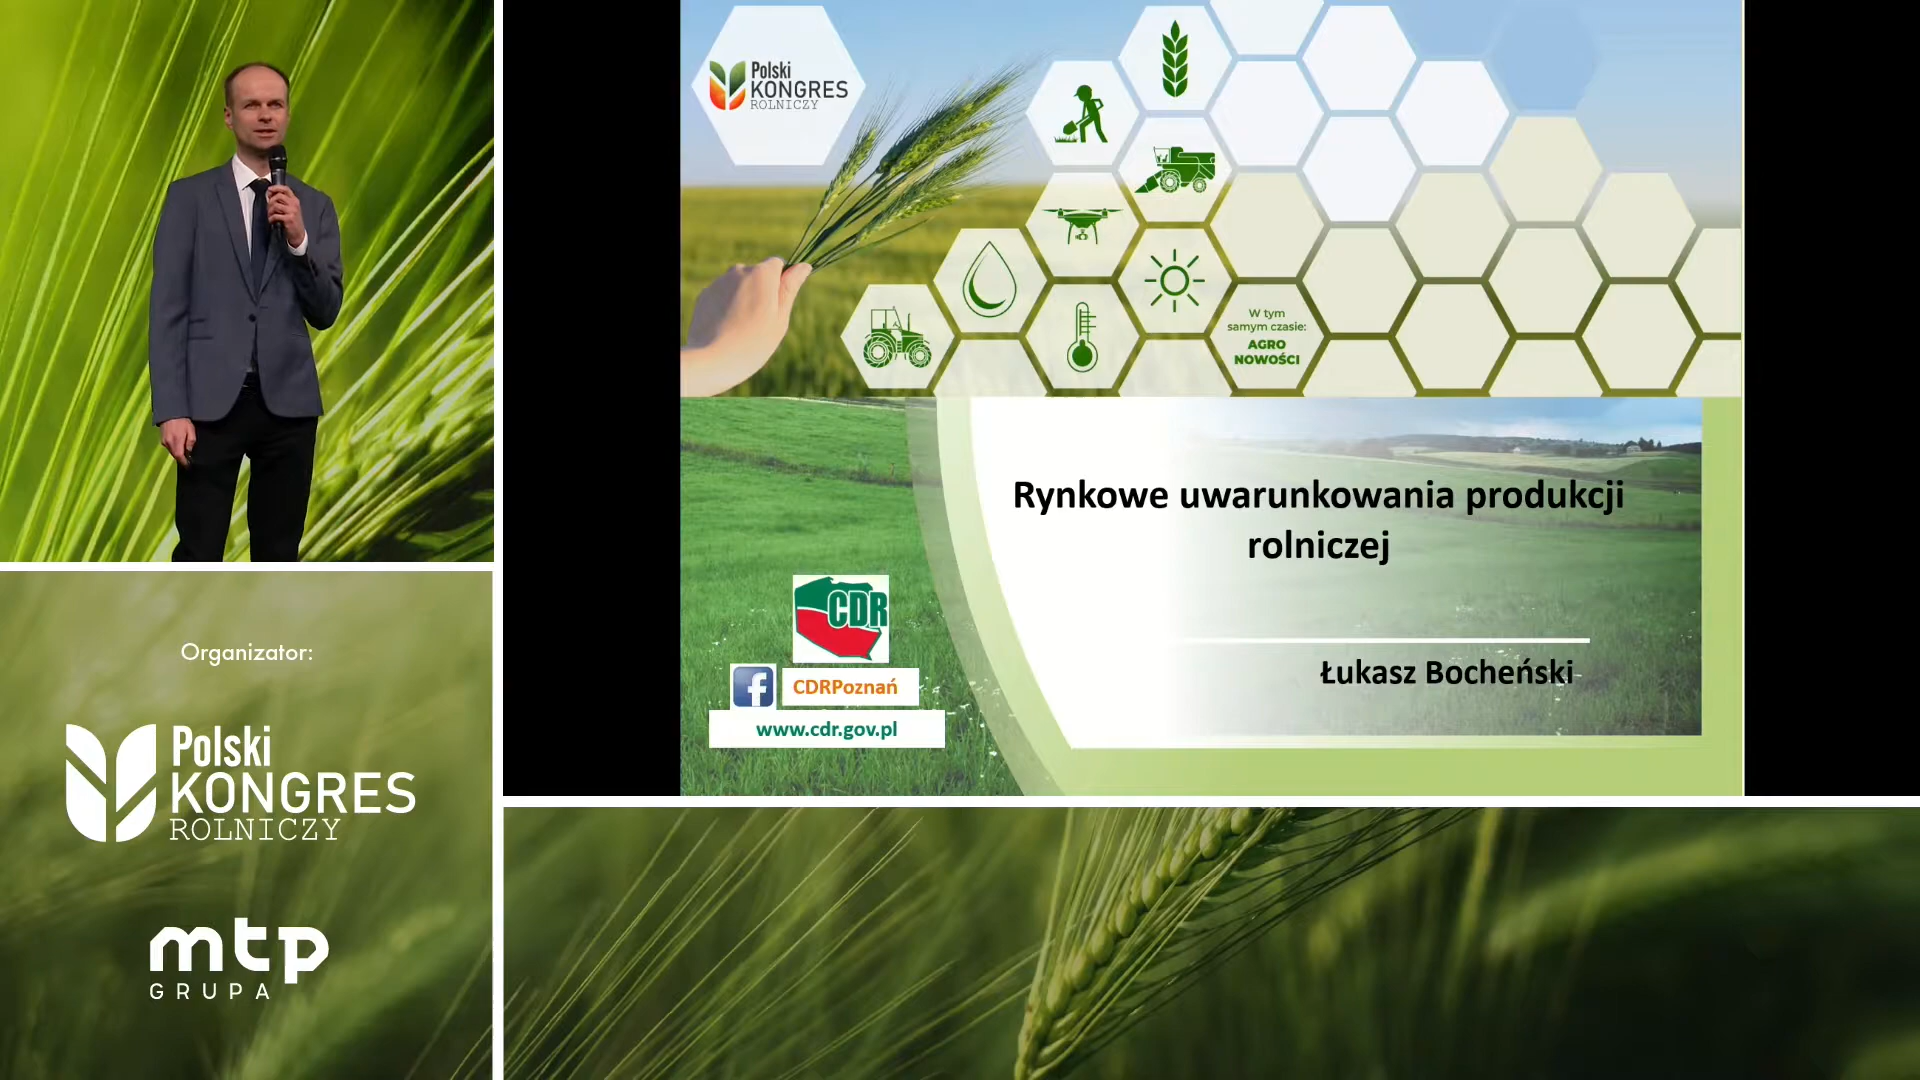 Organizator:
Polski
KONGRES
ROLNICZY
mtp
GRUPA
Polski
KONGRES
ROLNICZY
W tym
samym czasie:
AGRO
NOWOŚCI
Rynkowe uwarunkowania produkcji
rolniczej
Łukasz Bocheński
CDR
f
CDRPoznań
www.cdr.gov.pl